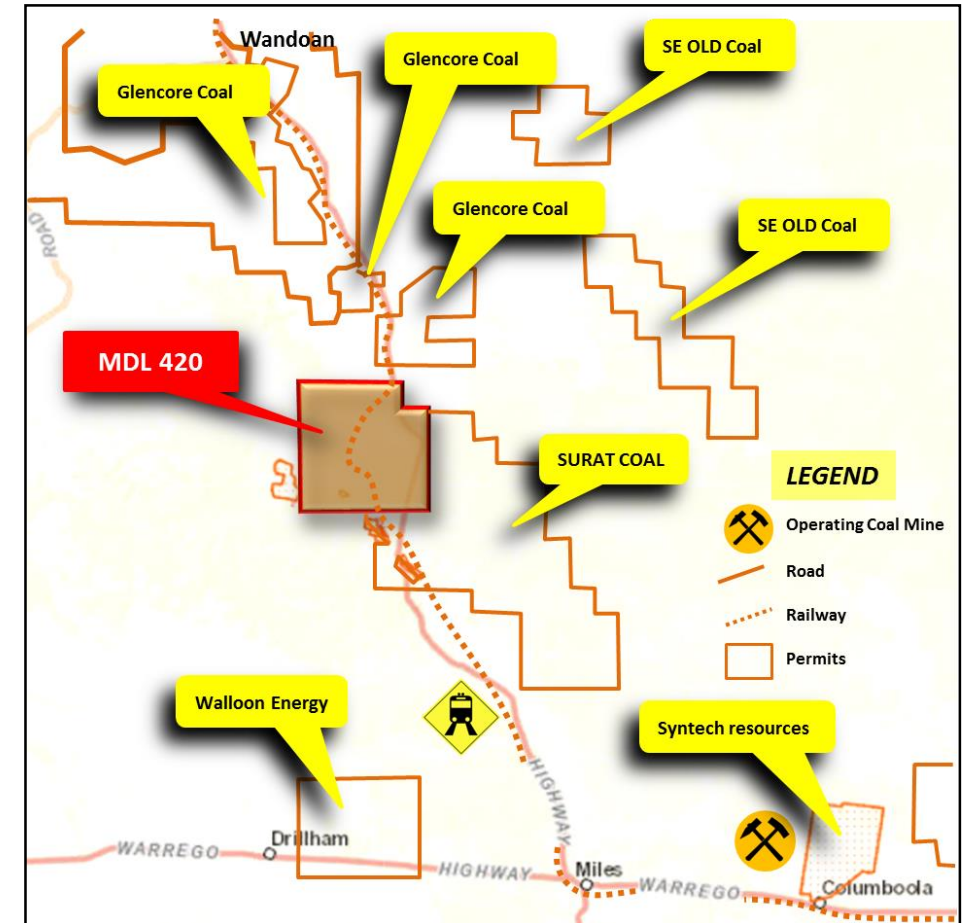 Wandoan
Glencore Coal
SE OLD Coal
Glencore Coal
Glencore Coal
SE OLD Coal
ROAD
MDL 420
SURAT COAL
LEGEND
Operating Coal Mine
Road
Railway
Permits
Walloon Energy
Syntech resources
HIGHWAY
Drillham
WARREGO
HIGHWAY
Miles
WARREGO
Columboola